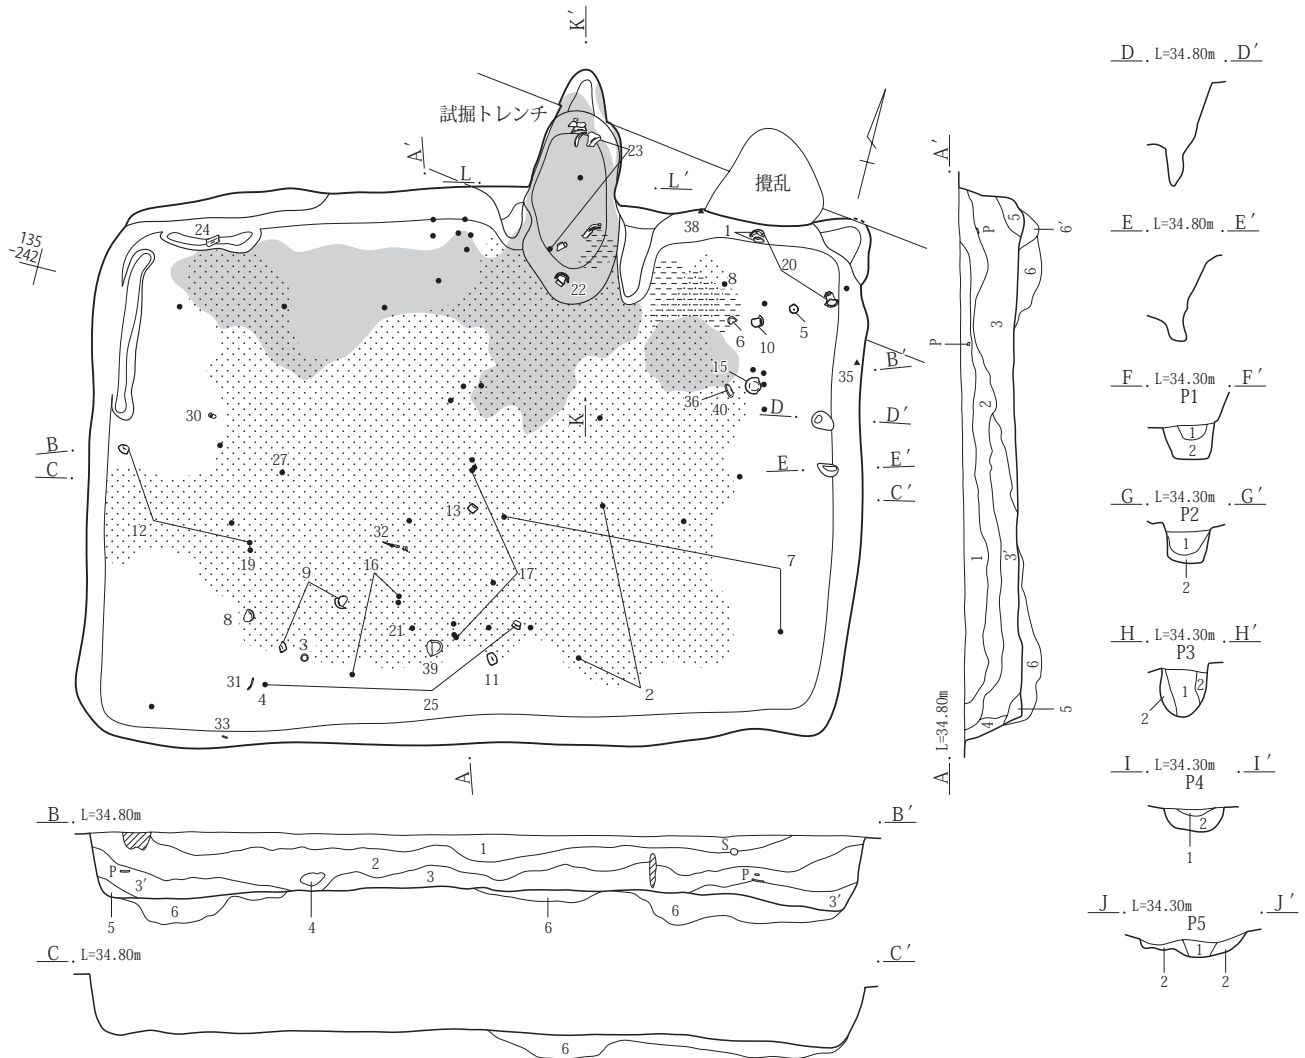 K′
試掘トレンチ
A′
L
L′
攪乱
23
24
38
1
20
135
-242
22
8
6
10
5
15
36
40
35
B′
30
K
D
D′
B
C
E
E′
C′
27
12
13
19
32
16
9
17
7
8
3
21
39
11
31
4
25
2
33
A
A′
5
6′
P
6
3
P
2
1
3′
6
5
4
L=34.80m
A
B L=34.80m B′
1
S
2
3
P
P
3′
3′
6
6
5
4
6
C L=34.80m C′
6
D L=34.80m D′
E L=34.80m E′
F L=34.30m F′
P1
1
2
G L=34.30m G′
P2
1
2
H L=34.30m H′
P3
1
2
2
I L=34.30m I′
P4
2
1
J L=34.30m J′
P5
1
2
2